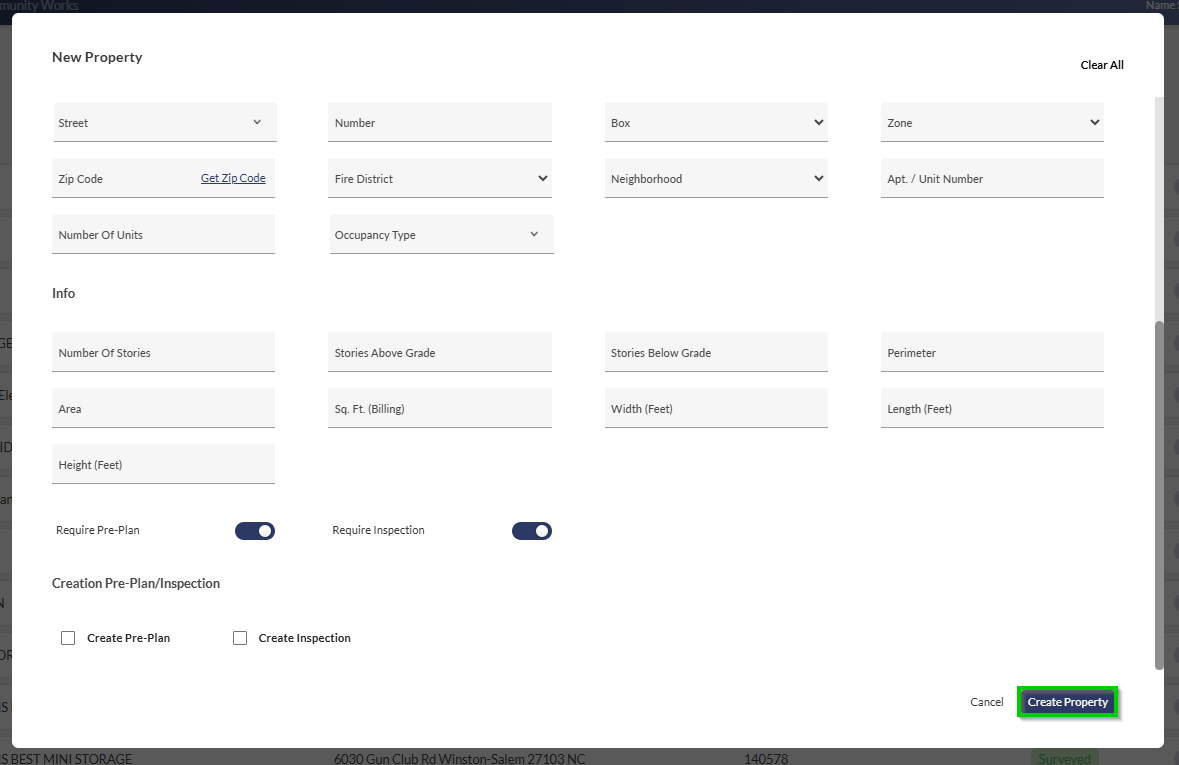 munity Works
Name
New Property
Clear All
Street
Number
Box
Zone
Zip Code
Get Zip Code
Fire District
Neighborhood
Apt. / Unit Number
Number Of Units
Occupancy Type
Info
Number Of Stories
Stories Above Grade
Stories Below Grade
Perimeter
Area
Sq. Ft. (Billing)
Width (Feet)
Length (Feet)
Height (Feet)
Require Pre-Plan
Require Inspection
Creation Pre-Plan/Inspection
Create Pre-Plan
Create Inspection
Cancel
Create Property
S BEST MINI STORAGE
6030 Gun Club Rd Winston-Salem 27103 NC
140578
Surveyed